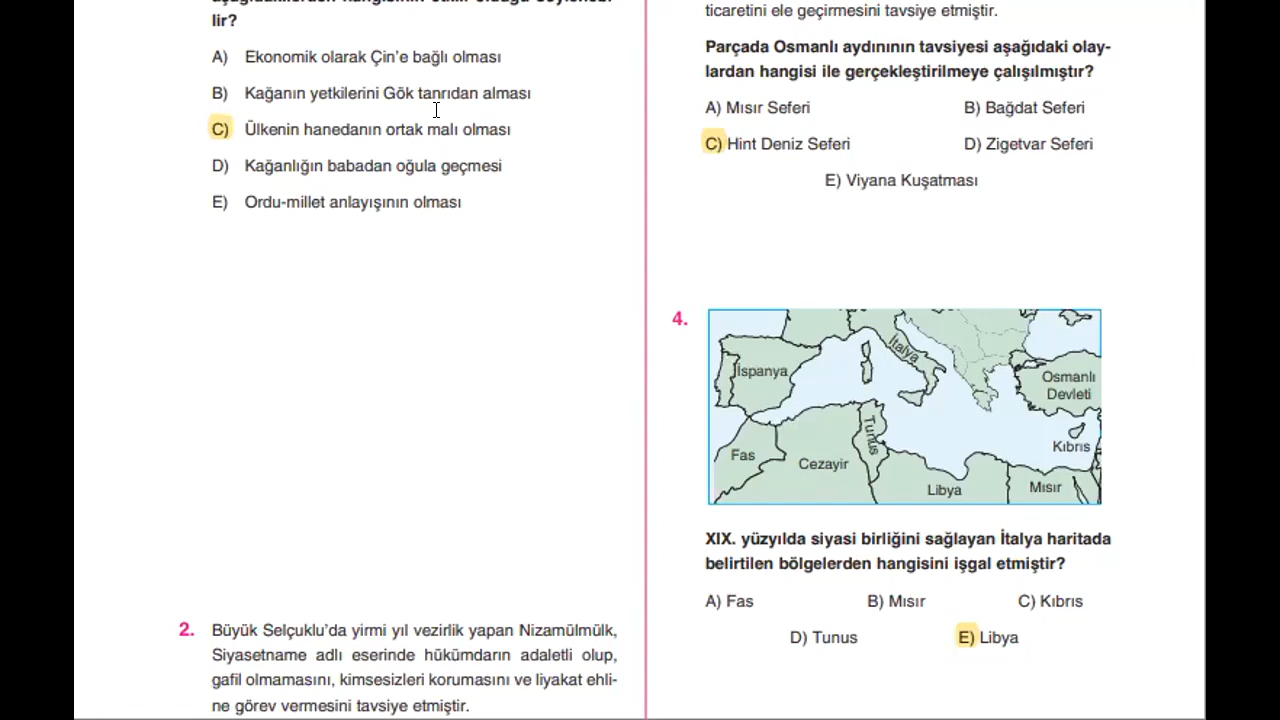 lir?
A) Ekonomik olarak Çin’e bağlı olması
B) Kağanın yetkilerini Gök tanrıdan alması
C) Ülkenin hanedanın ortak malı olması
D) Kağanlığın babadan oğula geçmesi
E) Ordu-millet anlayışının olması
2. Büyük Selçuklu’da yirmi yıl vezirlik yapan Nizamülmülk,
Siyasetname adlı eserinde hükümdarın adaletli olup,
gafil olmamasını, kimsesizleri korumasını ve liyakat ehli-
ne görev vermesini tavsiye etmiştir.
ticaretini ele geçirmesini tavsiye etmiştir.
Parçada Osmanlı aydınının tavsiyesi aşağıdaki olay-
lardan hangisi ile gerçekleştirilmeye çalışılmıştır?
A) Mısır Seferi
B) Bağdat Seferi
C) Hint Deniz Seferi
D) Zigetvar Seferi
E) Viyana Kuşatması
4.
İtalya
İspanya
Osmanlı
Devleti
Tunus
Kıbrıs
Fas
Cezayir
Libya
Mısır
XIX. yüzyılda siyasi birliğini sağlayan İtalya haritada
belirtilen bölgelerden hangisini işgal etmiştir?
A) Fas
B) Mısır
C) Kıbrıs
D) Tunus
E) Libya